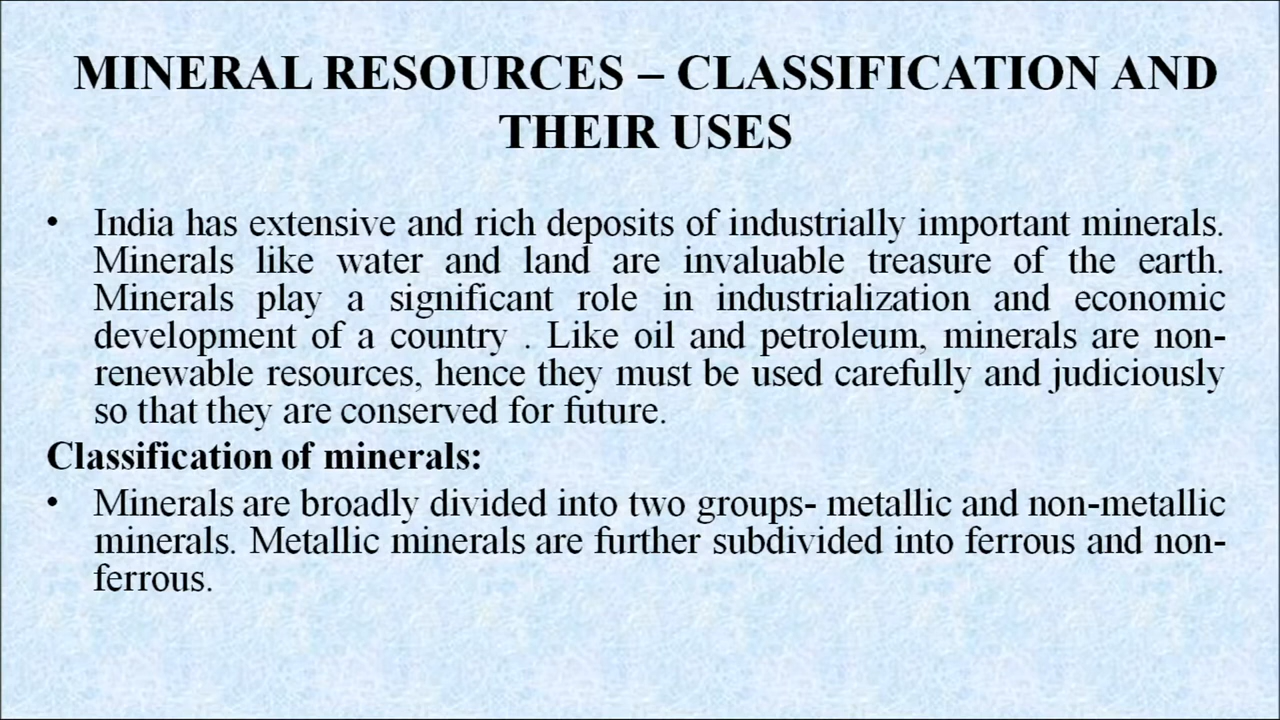 MINERAL RESOURCES – CLASSIFICATION AND
THEIR USES
• India has extensive and rich deposits of industrially important minerals.
Minerals like water and land are invaluable treasure of the earth.
Minerals play a significant role in industrialization and economic
development of a country . Like oil and petroleum, minerals are non-
renewable resources, hence they must be used carefully and judiciously
so that they are conserved for future.
Classification of minerals:
• Minerals are broadly divided into two groups- metallic and non-metallic
minerals. Metallic minerals are further subdivided into ferrous and non-
ferrous.